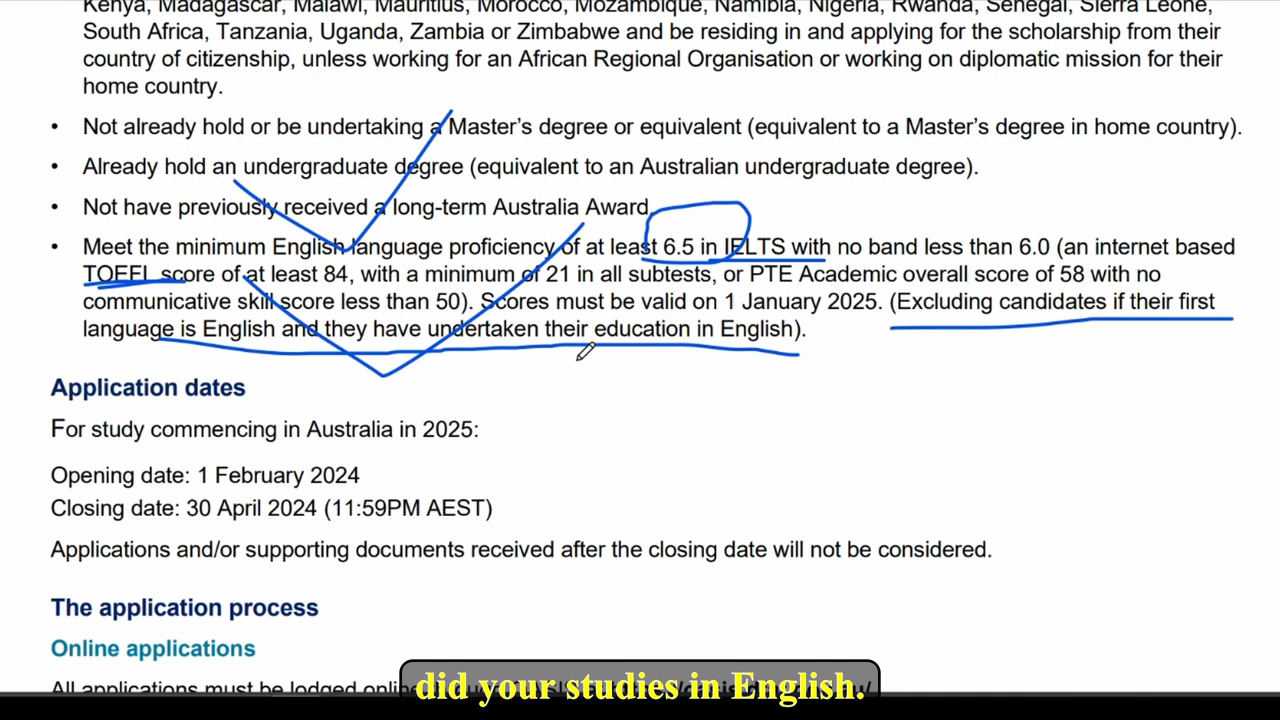 Kenya, Madagascar, Malawi, Mauritius, Morocco, Mozambique, Namibia, Nigeria, Rwanda, Senegal, Sierra Leone,
South Africa, Tanzania, Uganda, Zambia or Zimbabwe and be residing in and applying for the scholarship from their
country of citizenship, unless working for an African Regional Organisation or working on diplomatic mission for their
home country.
• Not already hold or be undertaking a Master's degree or equivalent (equivalent to a Master's degree in home country).
• Already hold an undergraduate degree (equivalent to an Australian undergraduate degree).
• Not have previously received a long-term Australia Award.
• Meet the minimum English language proficiency of at least 6.5 in IELTS with no band less than 6.0 (an internet based
TOEFL score of at least 84, with a minimum of 21 in all subtests, or PTE Academic overall score of 58 with no
communicative skill score less than 50). Scores must be valid on 1 January 2025. (Excluding candidates if their first
language is English and they have undertaken their education in English).
Application dates
For study commencing in Australia in 2025:
Opening date: 1 February 2024
Closing date: 30 April 2024 (11:59PM AEST)
Applications and/or supporting documents received after the closing date will not be considered.
The application process
Online applications
All applications must be lodged
did your studies in English.